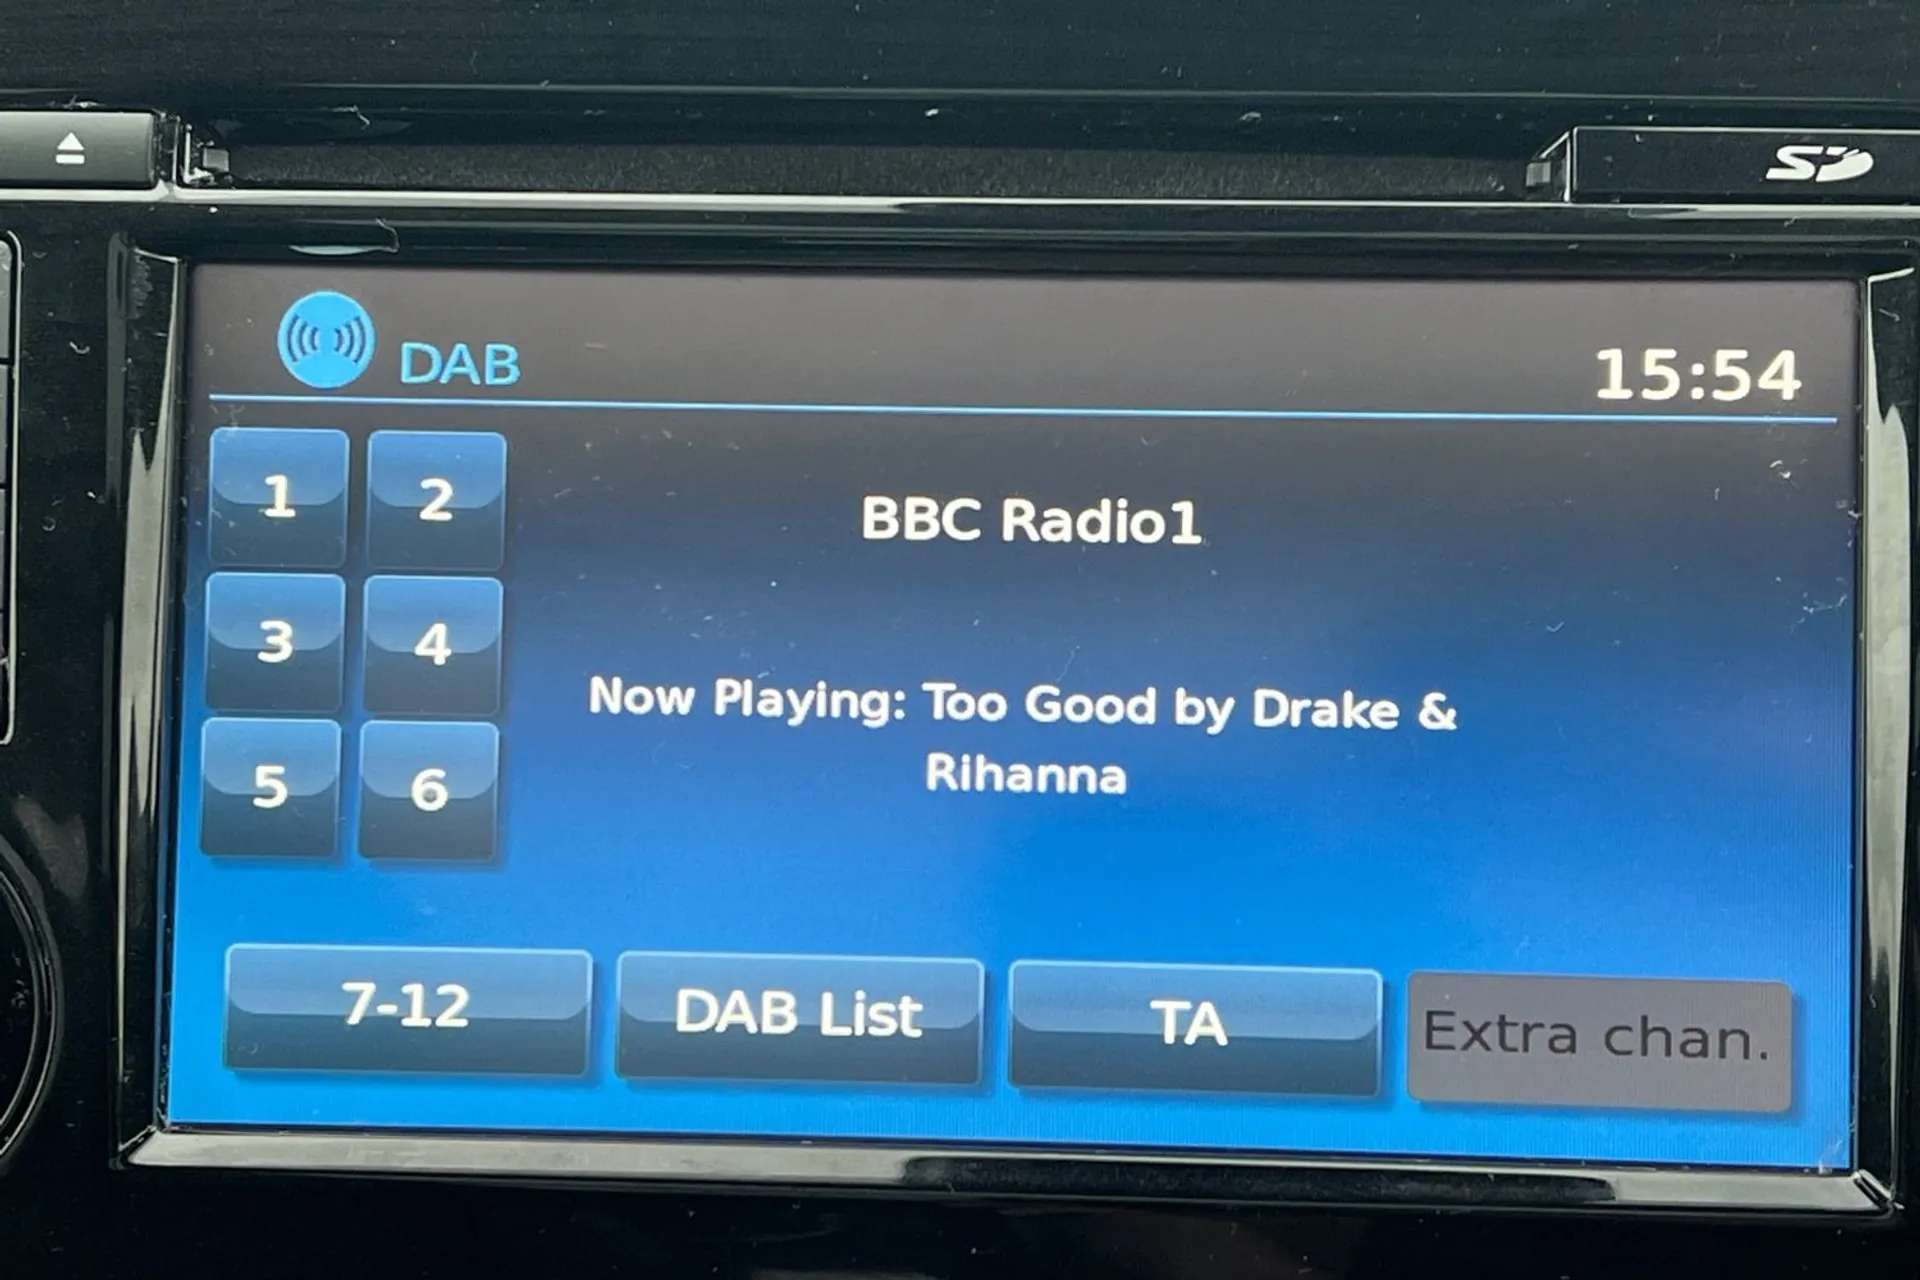 SD
DAB
15:54
1 2
BBC Radio1
3 4
Now Playing: Too Good by Drake &
Rihanna
5 6
7-12 DAB List TA Extra chan.